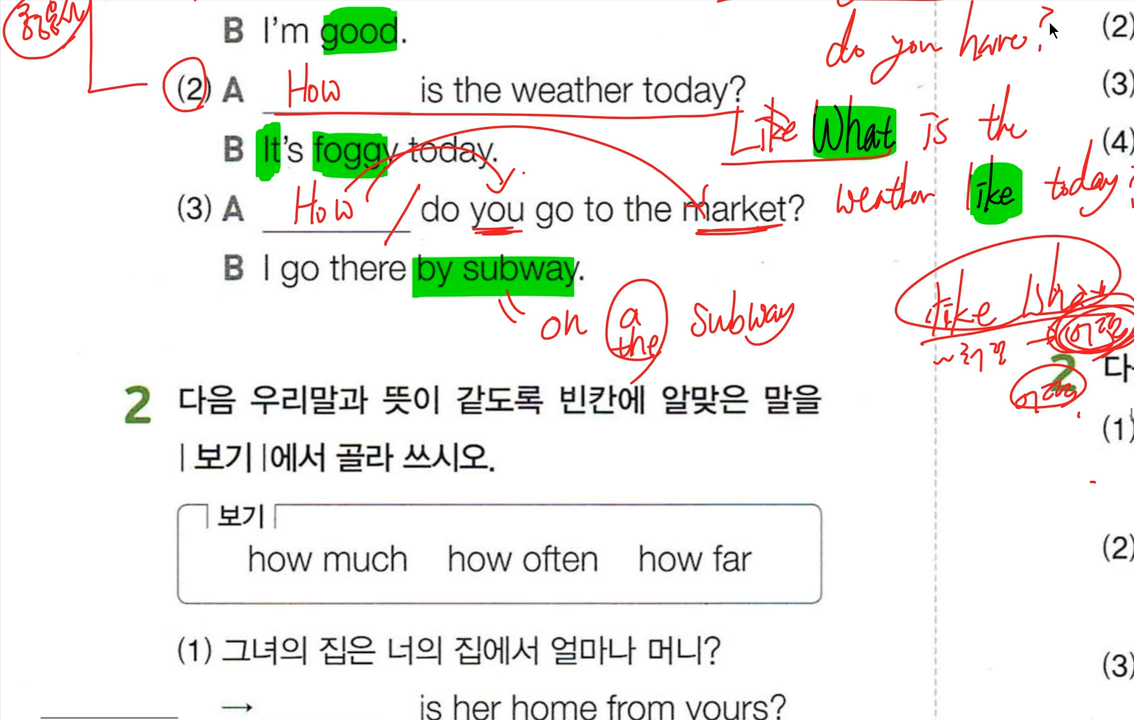 B I'm good.
do you have?
(2) A How is the weather today?
Like What is the
weather like today?
B It's foggy today.
(3) A How / do you go to the market?
B I go there by subway.
on a the subway
like what
2 다음 우리말과 뜻이 같도록 빈칸에 알맞은 말을
| 보기 |에서 골라 쓰시오.
보기
how much how often how far
(1) 그녀의 집은 너의 집에서 얼마나 머니?
→ is her home from yours?
(2)
(3)
(4)
2 다
(1)
(2)
(3)